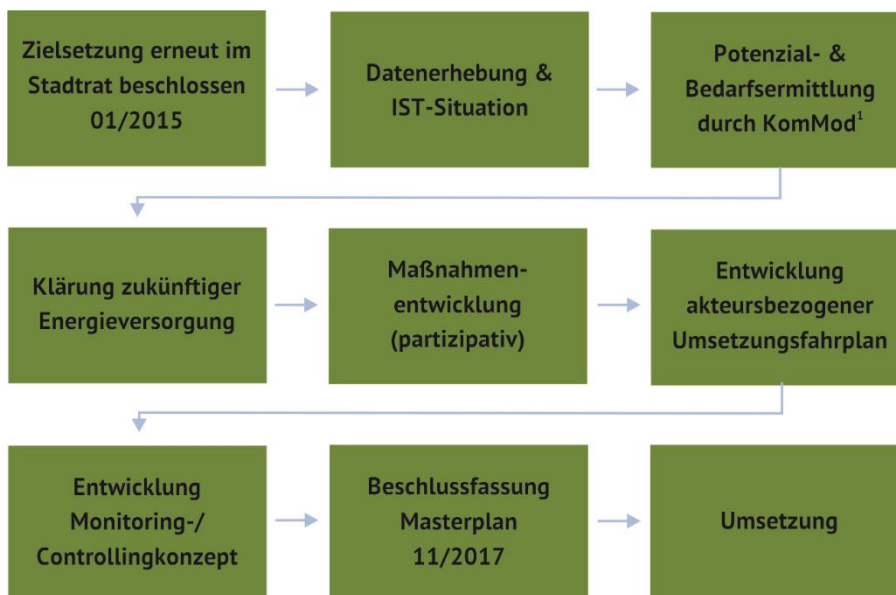 Zielsetzung erneut im
Stadtrat beschlossen
01/2015
Datenerhebung &
IST-Situation
Potenzial- &
Bedarfsermittlung
durch KomMod¹
Klärung zukünftiger
Energieversorgung
Maßnahmen-
entwicklung
(partizipativ)
Entwicklung
akteursbezogener
Umsetzungsfahrplan
Entwicklung
Monitoring-/
Controllingkonzept
Beschlussfassung
Masterplan
11/2017
Umsetzung